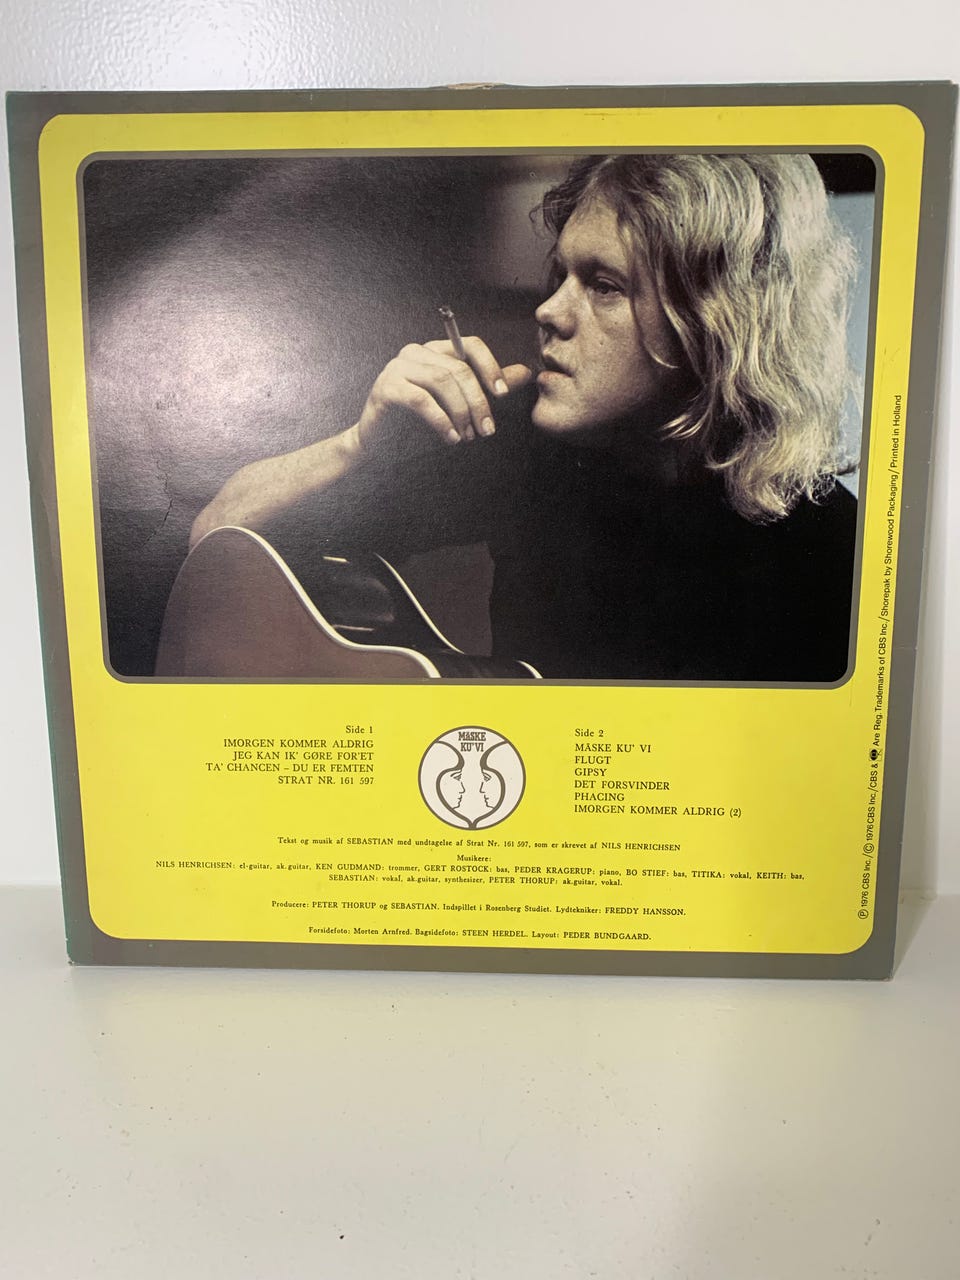 Side 1
IMORGEN KOMMER ALDRIG
JEG KAN IK' GØRE FOR'ET
TA' CHANCEN – DU ER FEMTEN
STRAT NR. 161 597
MÅSKE
KU' VI
Side 2
MÅSKE KU' VI
FLUGT
GIPSY
DET FORSVINDER
PHACING
IMORGEN KOMMER ALDRIG (2)
Tekst og musik af SEBASTIAN med undtagelse af Strat Nr. 161 597, som er skrevet af NILS HENRICHSEN
Musikere:
NILS HENRICHSEN: el-guitar, ak.guitar, KEN GUDMAND: trommer, GERT ROSTOCK: bas, PEDER KRAGERUP: piano, BO STIEF: bas, TITIKA: vokal, KEITH: bas,
SEBASTIAN: vokal, ak.guitar, synthesizer, PETER THORUP: ak.guitar, vokal.
Producere: PETER THORUP og SEBASTIAN. Indspillet i Rosenberg Studiet. Lydtekniker: FREDDY HANSSON.
Forsidefoto: Morten Arnfred. Bagsidefoto: STEEN HERDEL. Layout: PEDER BUNDGAARD.
Ⓟ 1976 CBS Inc./© 1976 CBS Inc./CBS & Are Reg. Trademarks of CBS Inc./Shorepak by Shorewood Packaging/Printed in Holland